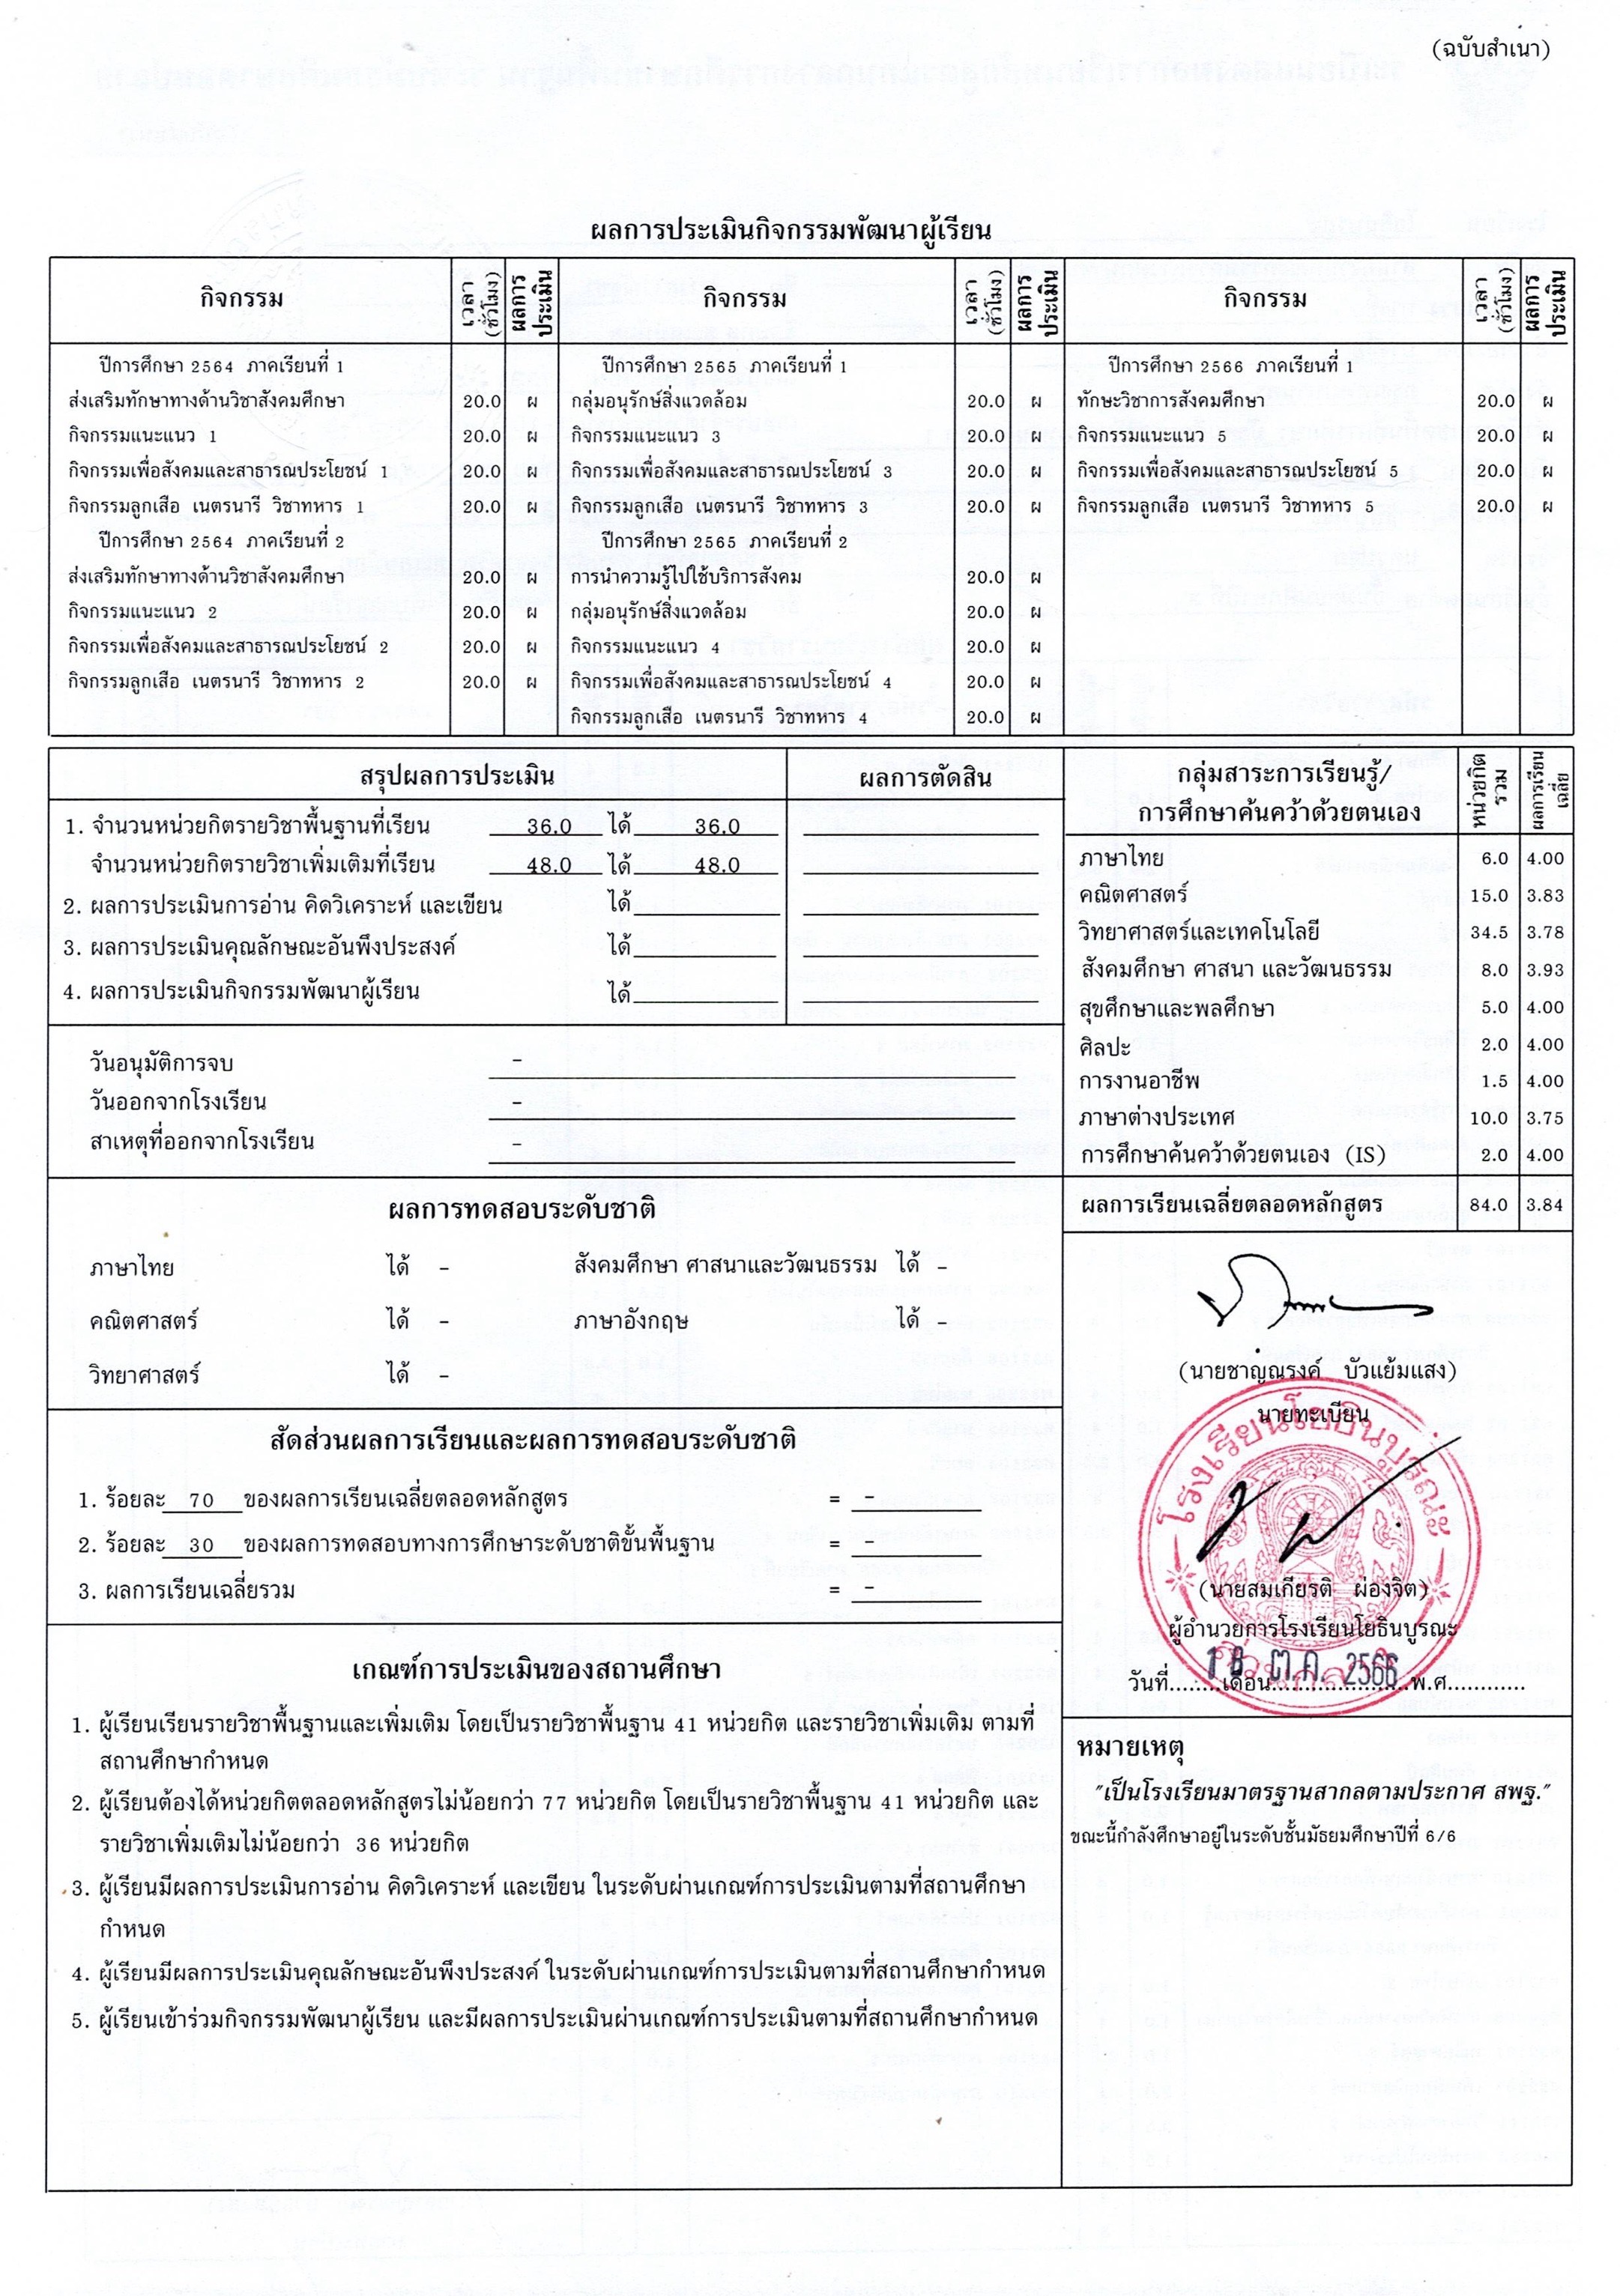 (ฉบับสำเนา)
ผลการประเมินกิจกรรมพัฒนาผู้เรียน
กิจกรรม เวลา (ชั่วโมง) ผลการประเมิน กิจกรรม เวลา (ชั่วโมง) ผลการประเมิน กิจกรรม เวลา (ชั่วโมง) ผลการประเมิน
ปีการศึกษา 2564 ภาคเรียนที่ 1 ปีการศึกษา 2565 ภาคเรียนที่ 1 ปีการศึกษา 2566 ภาคเรียนที่ 1
ส่งเสริมทักษาทางด้านวิชาสังคมศึกษา 20.0 ผ กลุ่มอนุรักษ์สิ่งแวดล้อม 20.0 ผ ทักษะวิชาการสังคมศึกษา 20.0 ผ
กิจกรรมแนะแนว 1 20.0 ผ กิจกรรมแนะแนว 3 20.0 ผ กิจกรรมแนะแนว 5 20.0 ผ
กิจกรรมเพื่อสังคมและสาธารณประโยชน์ 1 20.0 ผ กิจกรรมเพื่อสังคมและสาธารณประโยชน์ 3 20.0 ผ กิจกรรมเพื่อสังคมและสาธารณประโยชน์ 5 20.0 ผ
กิจกรรมลูกเสือ เนตรนารี วิชาทหาร 1 20.0 ผ กิจกรรมลูกเสือ เนตรนารี วิชาทหาร 3 20.0 ผ กิจกรรมลูกเสือ เนตรนารี วิชาทหาร 5 20.0 ผ
ปีการศึกษา 2564 ภาคเรียนที่ 2 ปีการศึกษา 2565 ภาคเรียนที่ 2
ส่งเสริมทักษาทางด้านวิชาสังคมศึกษา 20.0 ผ การนำความรู้ไปใช้บริการสังคม 20.0 ผ
กิจกรรมแนะแนว 2 20.0 ผ กลุ่มอนุรักษ์สิ่งแวดล้อม 20.0 ผ
กิจกรรมเพื่อสังคมและสาธารณประโยชน์ 2 20.0 ผ กิจกรรมแนะแนว 4 20.0 ผ
กิจกรรมลูกเสือ เนตรนารี วิชาทหาร 2 20.0 ผ กิจกรรมเพื่อสังคมและสาธารณประโยชน์ 4 20.0 ผ
กิจกรรมลูกเสือ เนตรนารี วิชาทหาร 4 20.0 ผ
สรุปผลการประเมิน ผลการตัดสิน
1. จำนวนหน่วยกิตรายวิชาพื้นฐานที่เรียน 36.0 ได้ 36.0
จำนวนหน่วยกิตรายวิชาเพิ่มเติมที่เรียน 48.0 ได้ 48.0
2. ผลการประเมินการอ่าน คิดวิเคราะห์ และเขียน ได้
3. ผลการประเมินคุณลักษณะอันพึงประสงค์ ได้
4. ผลการประเมินกิจกรรมพัฒนาผู้เรียน ได้
วันอนุมัติการจบ -
วันออกจากโรงเรียน -
สาเหตุที่ออกจากโรงเรียน -
กลุ่มสาระการเรียนรู้/ หน่วยกิตรวม ผลการเรียนเฉลี่ย
การศึกษาค้นคว้าด้วยตนเอง
ภาษาไทย 6.0 4.00
คณิตศาสตร์ 15.0 3.83
วิทยาศาสตร์และเทคโนโลยี 34.5 3.78
สังคมศึกษา ศาสนา และวัฒนธรรม 8.0 3.93
สุขศึกษาและพลศึกษา 5.0 4.00
ศิลปะ 2.0 4.00
การงานอาชีพ 1.5 4.00
ภาษาต่างประเทศ 10.0 3.75
การศึกษาค้นคว้าด้วยตนเอง (IS) 2.0 4.00
ผลการเรียนเฉลี่ยตลอดหลักสูตร 84.0 3.84
ผลการทดสอบระดับชาติ
ภาษาไทย ได้ - สังคมศึกษา ศาสนาและวัฒนธรรม ได้ -
คณิตศาสตร์ ได้ - ภาษาอังกฤษ ได้ -
วิทยาศาสตร์ ได้ -
สัดส่วนผลการเรียนและผลการทดสอบระดับชาติ
1. ร้อยละ 70 ของผลการเรียนเฉลี่ยตลอดหลักสูตร = -
2. ร้อยละ 30 ของผลการทดสอบทางการศึกษาระดับชาติขั้นพื้นฐาน = -
3. ผลการเรียนเฉลี่ยรวม = -
(นายชาญณรงค์ บัวแย้มแสง)
นายทะเบียน
โรงเรียนโยธินบูรณะ
(นายสมเกียรติ ผ่องจิต)
ผู้อำนวยการโรงเรียนโยธินบูรณะ
วันที่........เดือน.....................พ.ศ............
18 ต.ค. 2566
เกณฑ์การประเมินของสถานศึกษา
1. ผู้เรียนเรียนรายวิชาพื้นฐานและเพิ่มเติม โดยเป็นรายวิชาพื้นฐาน 41 หน่วยกิต และรายวิชาเพิ่มเติม ตามที่
สถานศึกษากำหนด
2. ผู้เรียนต้องได้หน่วยกิตตลอดหลักสูตรไม่น้อยกว่า 77 หน่วยกิต โดยเป็นรายวิชาพื้นฐาน 41 หน่วยกิต และ
รายวิชาเพิ่มเติมไม่น้อยกว่า 36 หน่วยกิต
3. ผู้เรียนมีผลการประเมินการอ่าน คิดวิเคราะห์ และเขียน ในระดับผ่านเกณฑ์การประเมินตามที่สถานศึกษา
กำหนด
4. ผู้เรียนมีผลการประเมินคุณลักษณะอันพึงประสงค์ ในระดับผ่านเกณฑ์การประเมินตามที่สถานศึกษากำหนด
5. ผู้เรียนเข้าร่วมกิจกรรมพัฒนาผู้เรียน และมีผลการประเมินผ่านเกณฑ์การประเมินตามที่สถานศึกษากำหนด
หมายเหตุ
"เป็นโรงเรียนมาตรฐานสากลตามประกาศ สพฐ."
ขณะนี้กำลังศึกษาอยู่ในระดับชั้นมัธยมศึกษาปีที่ 6/6